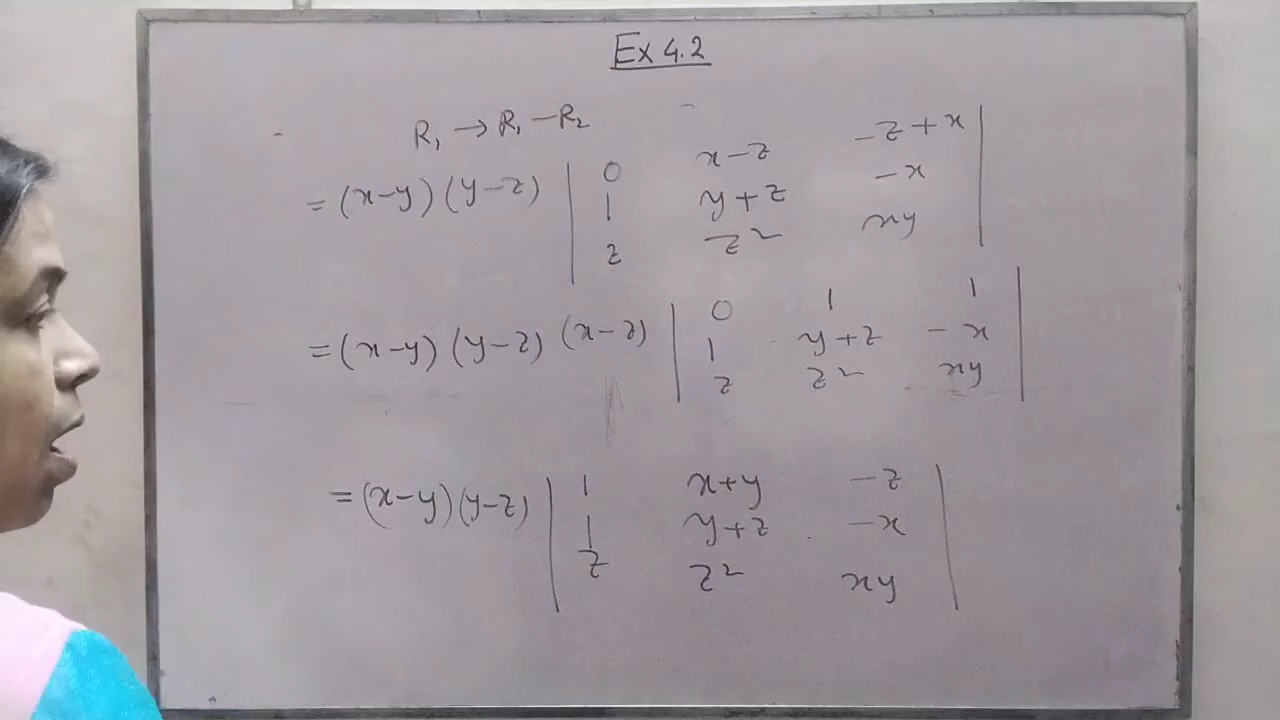 Ex 4.2
R₁ → R₁ − R₂
= (x−y)(y−z) | 0 x−z −z+x |
| 1 y+z −x |
| z z² xy |
= (x−y)(y−z)(x−z) | 0 1 1 |
| 1 y+z −x |
| z z² xy |
= (x−y)(y−z) | 1 x+y −z |
| 1 y+z −x |
| z z² xy |